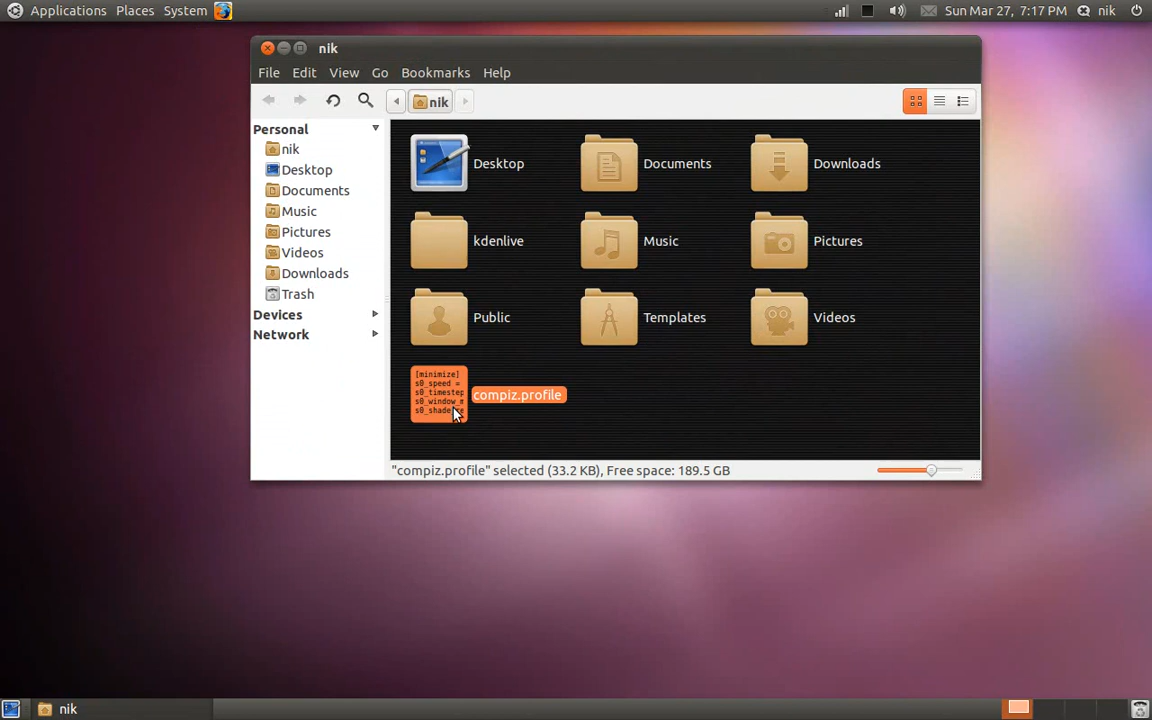 Applications Places System Sun Mar 27, 7:17 PM nik
nik
File Edit View Go Bookmarks Help
nik
Personal
nik
Desktop
Documents
Music
Pictures
Videos
Downloads
Trash
Devices
Network
Desktop Documents Downloads
kdenlive Music Pictures
Public Templates Videos
[minimize]
s0_speed =
s0_timestep
s0_window_m
s0_shade
compiz.profile
"compiz.profile" selected (33.2 KB), Free space: 189.5 GB
nik